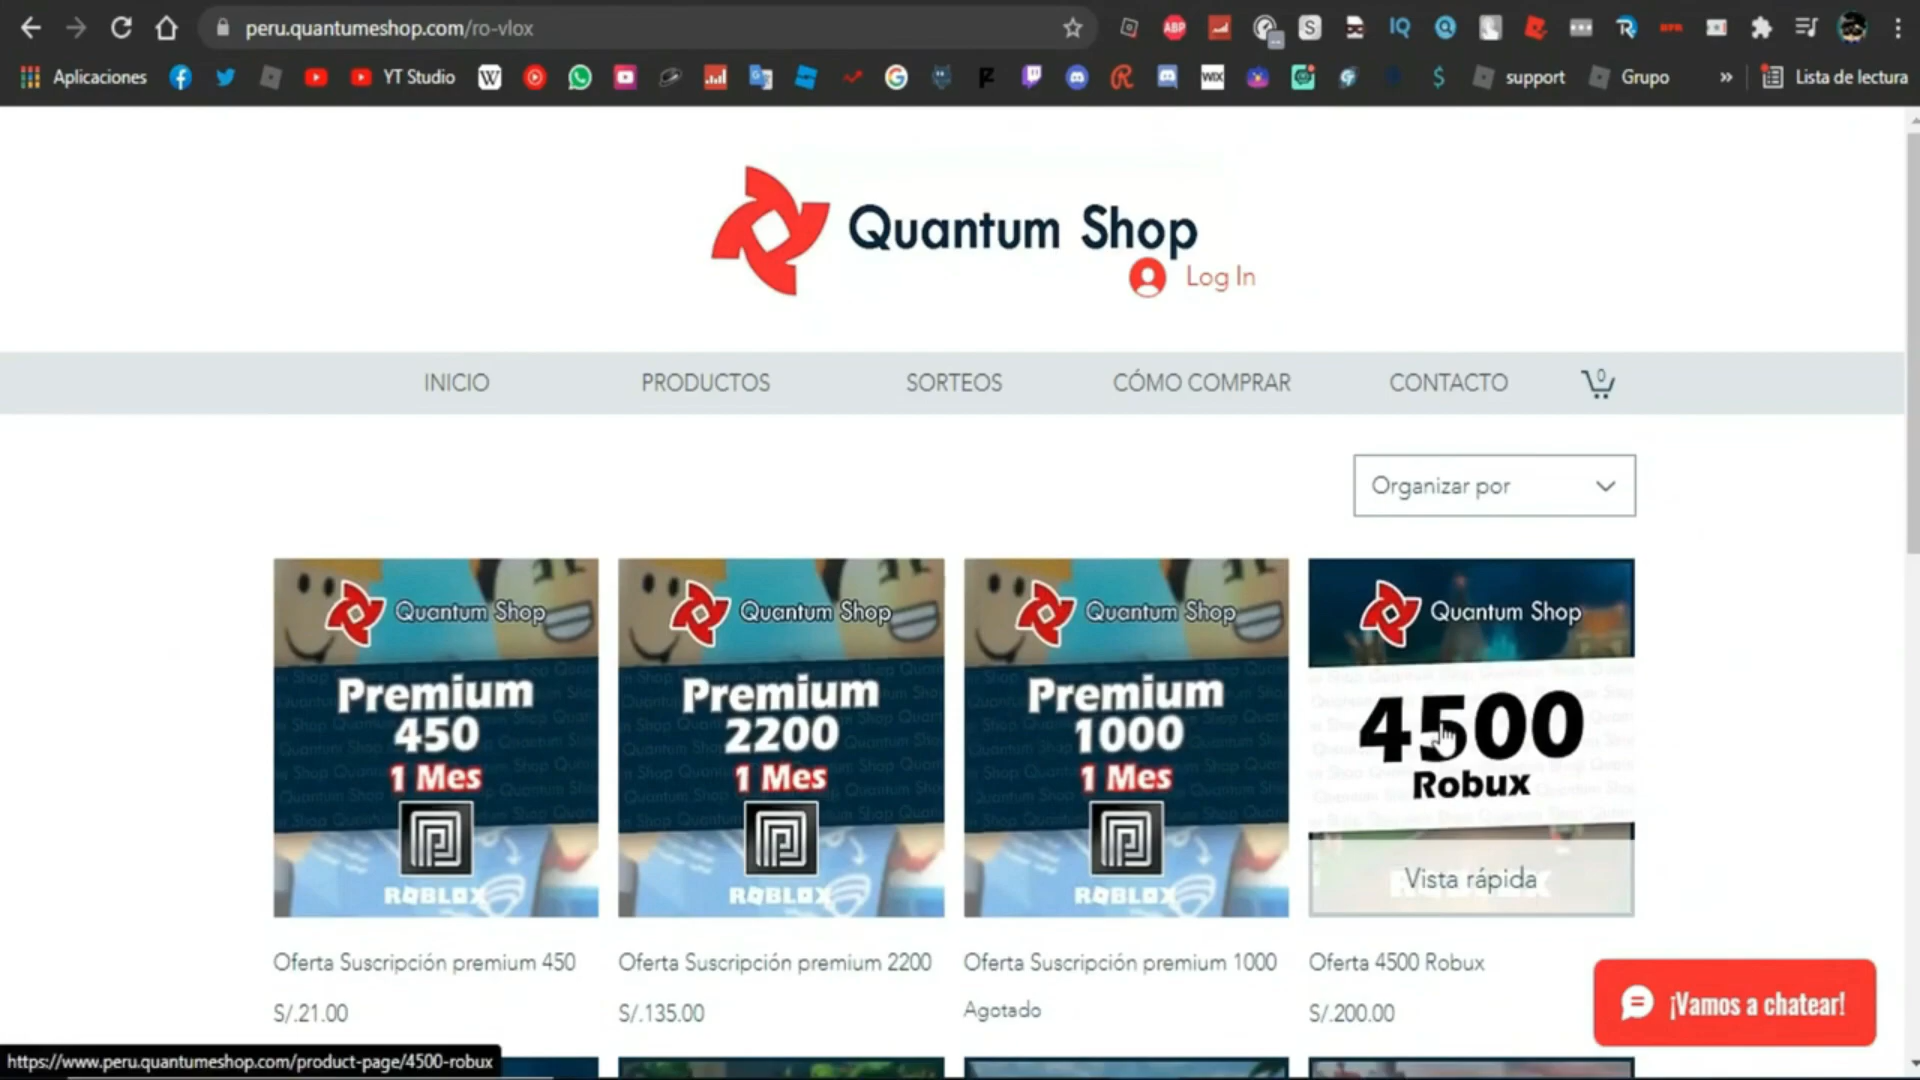 peru.quantumeshop.com/ro-vlox
ABP
S
IQ
Aplicaciones
YT Studio
W
WIX
support
Grupo
»
Lista de lectura
Quantum Shop
Log In
INICIO
PRODUCTOS
SORTEOS
CÓMO COMPRAR
CONTACTO
0
Organizar por
Quantum Shop
Premium
450
1 Mes
ROBLOX
Quantum Shop
Premium
2200
1 Mes
ROBLOX
Quantum Shop
Premium
1000
1 Mes
ROBLOX
Quantum Shop
4500
Robux
Vista rápida
Oferta Suscripción premium 450
S/.21.00
Oferta Suscripción premium 2200
S/.135.00
Oferta Suscripción premium 1000
Agotado
Oferta 4500 Robux
S/.200.00
¡Vamos a chatear!
https://www.peru.quantumeshop.com/product-page/4500-robux